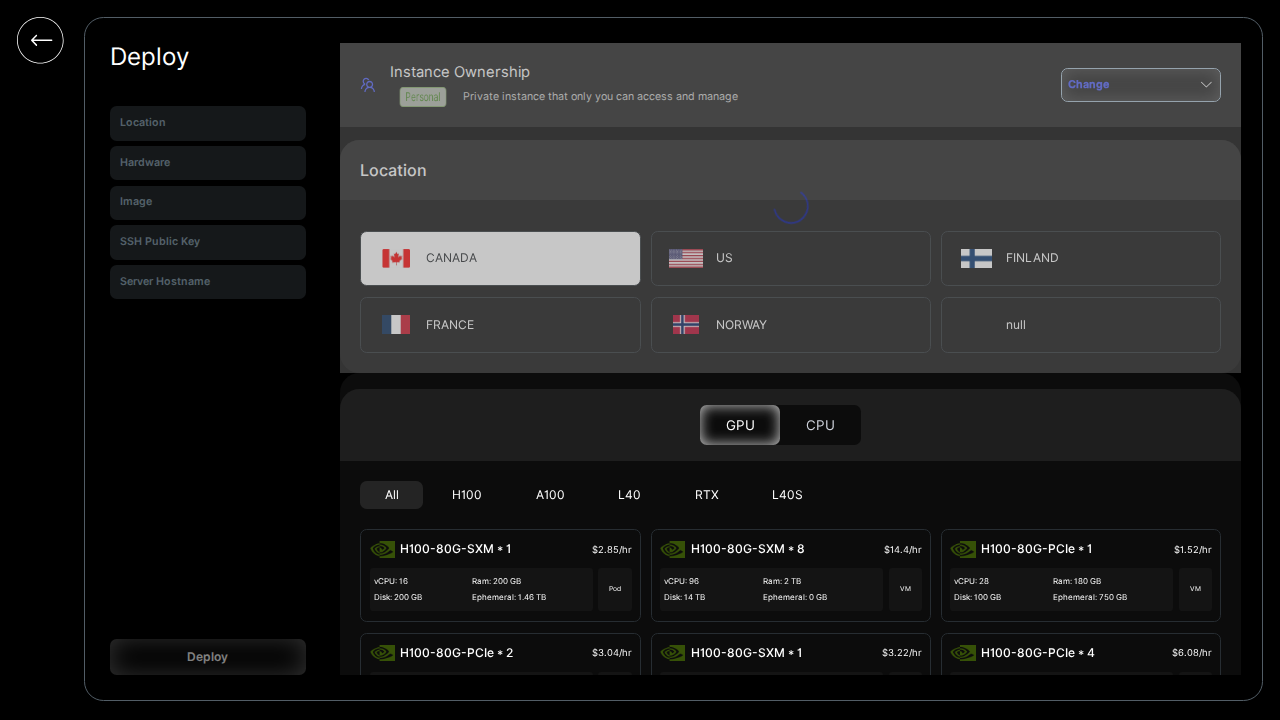 Deploy
Location
Hardware
Image
SSH Public Key
Server Hostname
Deploy
Instance Ownership
Personal Private instance that only you can access and manage
Change
Location
CANADA US FINLAND
FRANCE NORWAY null
GPU CPU
All H100 A100 L40 RTX L40S
H100-80G-SXM * 1 $2.85/hr
vCPU: 16 Ram: 200 GB
Disk: 200 GB Ephemeral: 1.46 TB
Pod
H100-80G-SXM * 8 $14.4/hr
vCPU: 96 Ram: 2 TB
Disk: 14 TB Ephemeral: 0 GB
VM
H100-80G-PCIe * 1 $1.52/hr
vCPU: 28 Ram: 180 GB
Disk: 100 GB Ephemeral: 750 GB
VM
H100-80G-PCIe * 2 $3.04/hr
H100-80G-SXM * 1 $3.22/hr
H100-80G-PCIe * 4 $6.08/hr